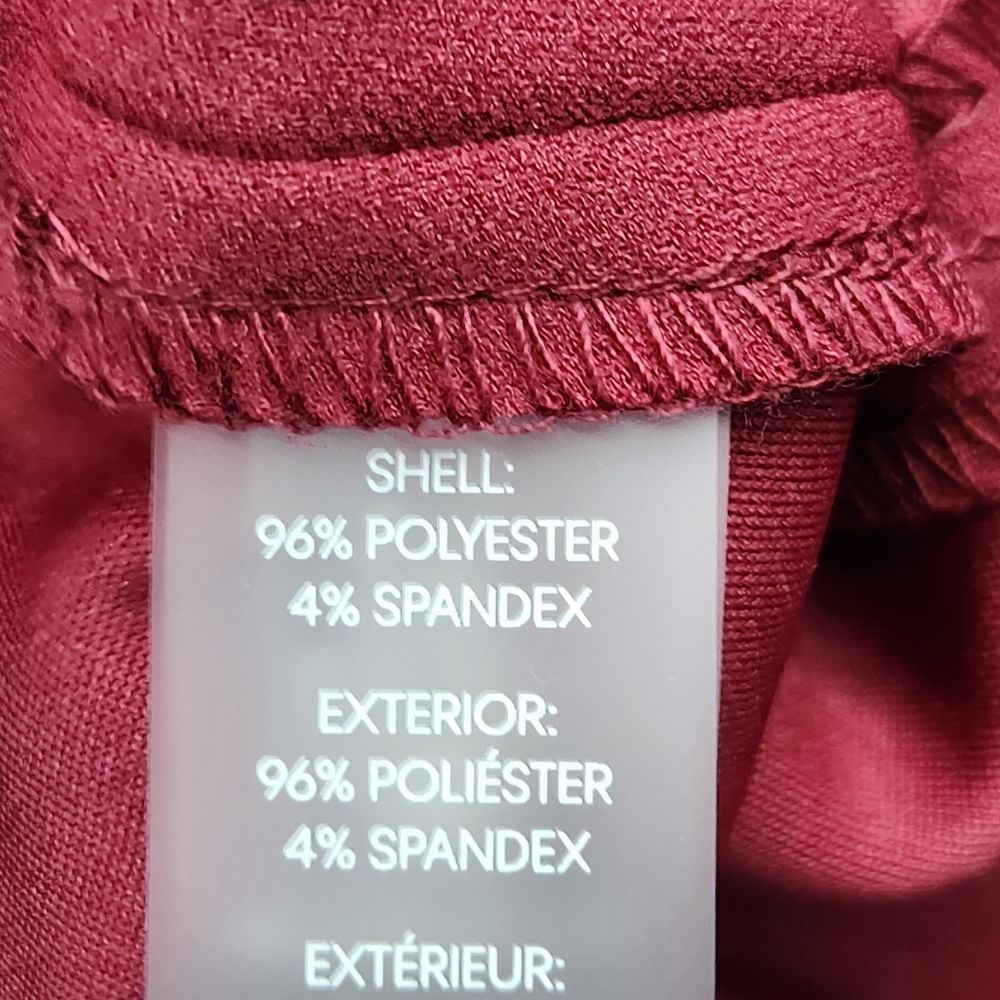 SHELL:
96% POLYESTER
4% SPANDEX
EXTERIOR:
96% POLIÉSTER
4% SPANDEX
EXTÉRIEUR: